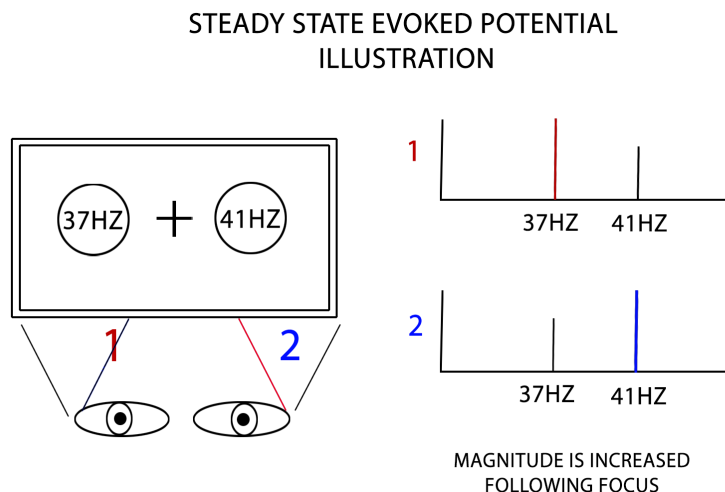 STEADY STATE EVOKED POTENTIAL
ILLUSTRATION
37HZ
41HZ
1
2
1
37HZ 41HZ
2
37HZ 41HZ
MAGNITUDE IS INCREASED
FOLLOWING FOCUS